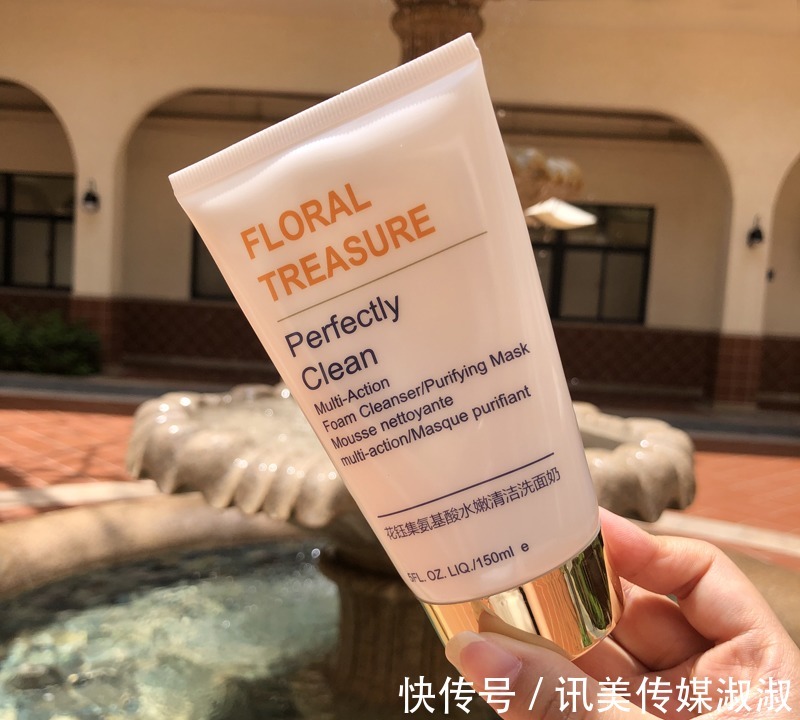 FLORAL
TREASURE
Perfectly
Clean
Multi-Action
Foam Cleanser/Purifying Mask
Mousse nettoyante
multi-action/Masque purifiant
花钰集氨基酸水嫩清洁洗面奶
5FL. OZ. LIQ./150ml e
快传号 / 讯美传媒淑淑